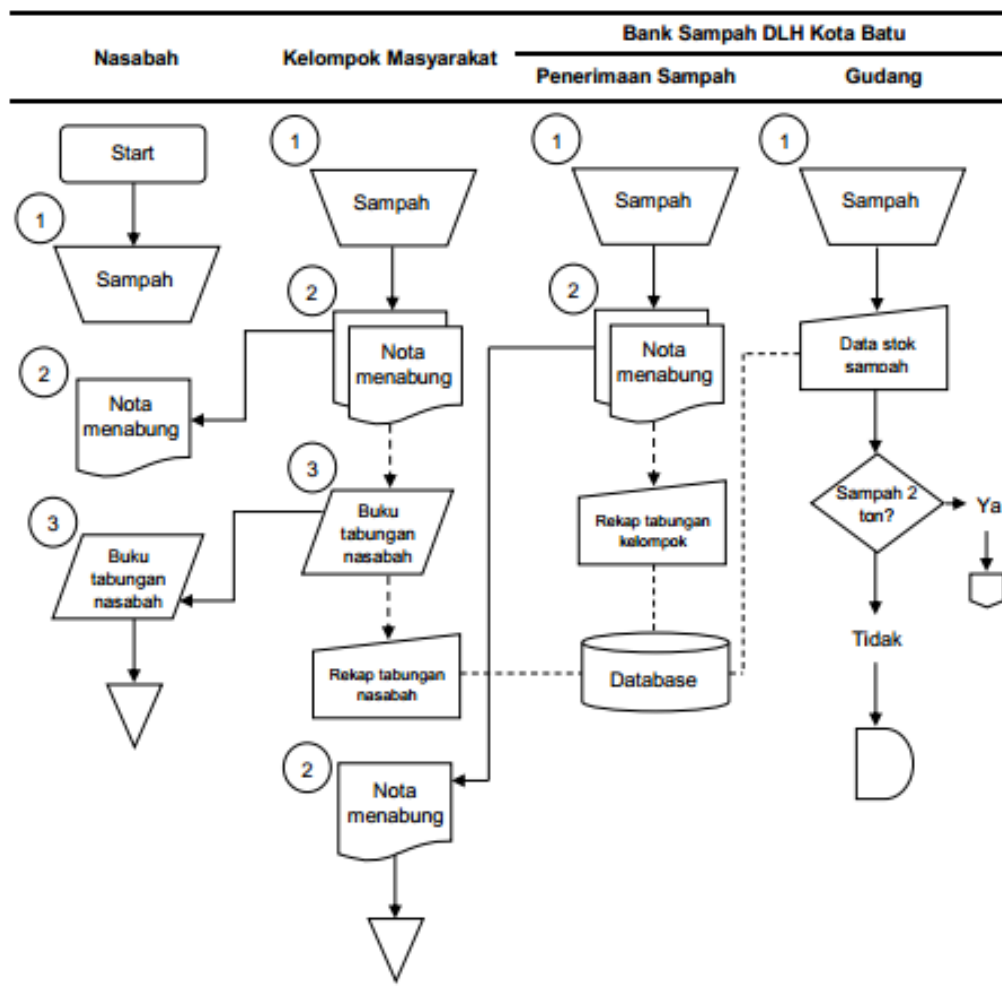 Bank Sampah DLH Kota Batu
Nasabah
Kelompok Masyarakat
Penerimaan Sampah
Gudang
Start
1
Sampah
2
Nota
menabung
3
Buku
tabungan
nasabah
1
Sampah
2
Nota
menabung
3
Buku
tabungan
nasabah
Rekap tabungan
nasabah
2
Nota
menabung
1
Sampah
2
Nota
menabung
Rekap tabungan
kelompok
Database
1
Sampah
Data stok
sampah
Sampah 2
ton?
Ya
Tidak